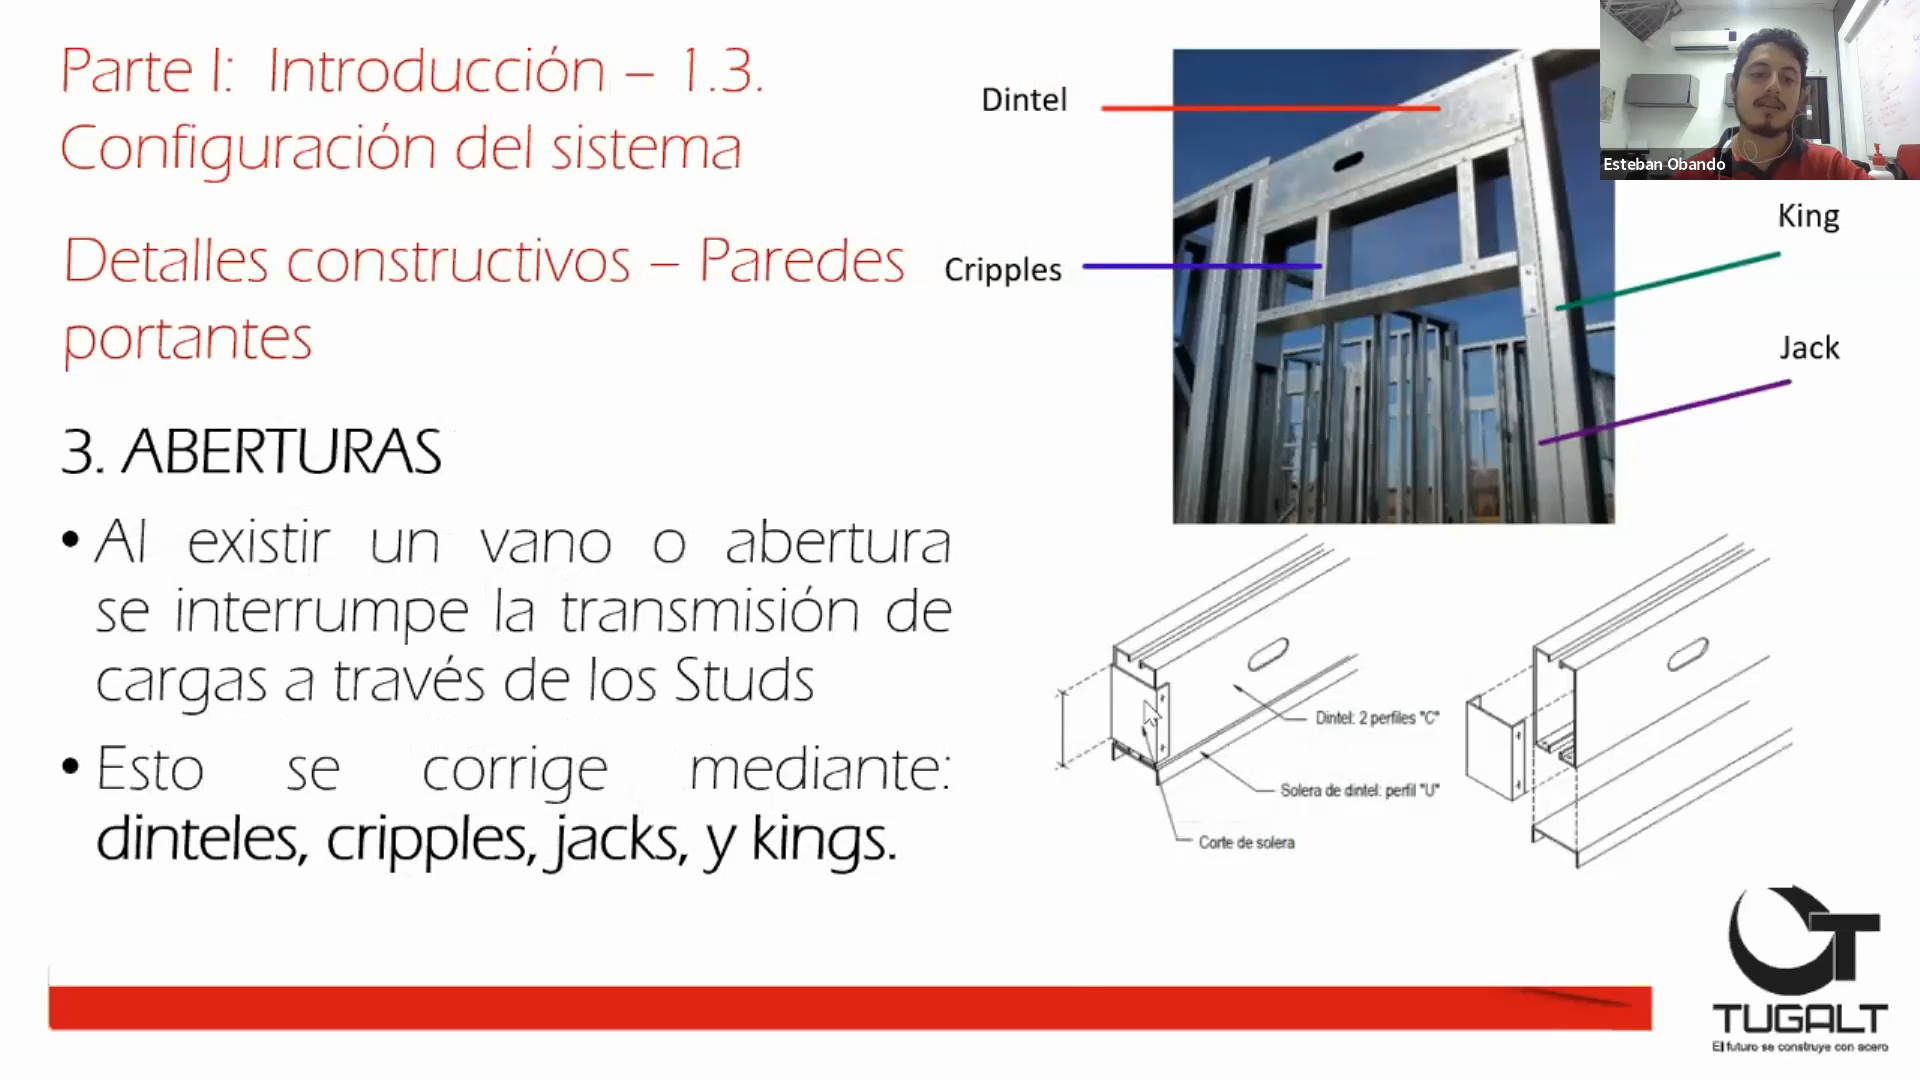 Parte I: Introducción – 1.3.
Configuración del sistema
Detalles constructivos – Paredes
portantes
3. ABERTURAS
• Al existir un vano o abertura
se interrumpe la transmisión de
cargas a través de los Studs
• Esto se corrige mediante:
dinteles, cripples, jacks, y kings.
Dintel
Cripples
King
Jack
Esteban Obando
Dintel: 2 perfiles "C"
Solera de dintel: perfil "U"
Corte de solera
TUGALT
El futuro se construye con acero